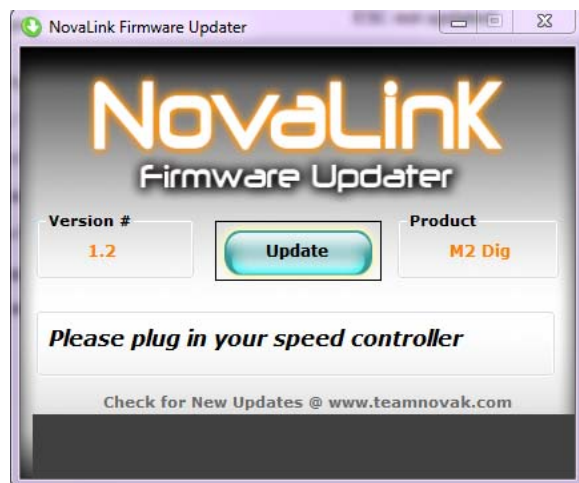 NovaLink Firmware Updater
NovaLink
Firmware Updater
Version #
1.2
Update
Product
M2 Dig
Please plug in your speed controller
Check for New Updates @ www.teamnovak.com